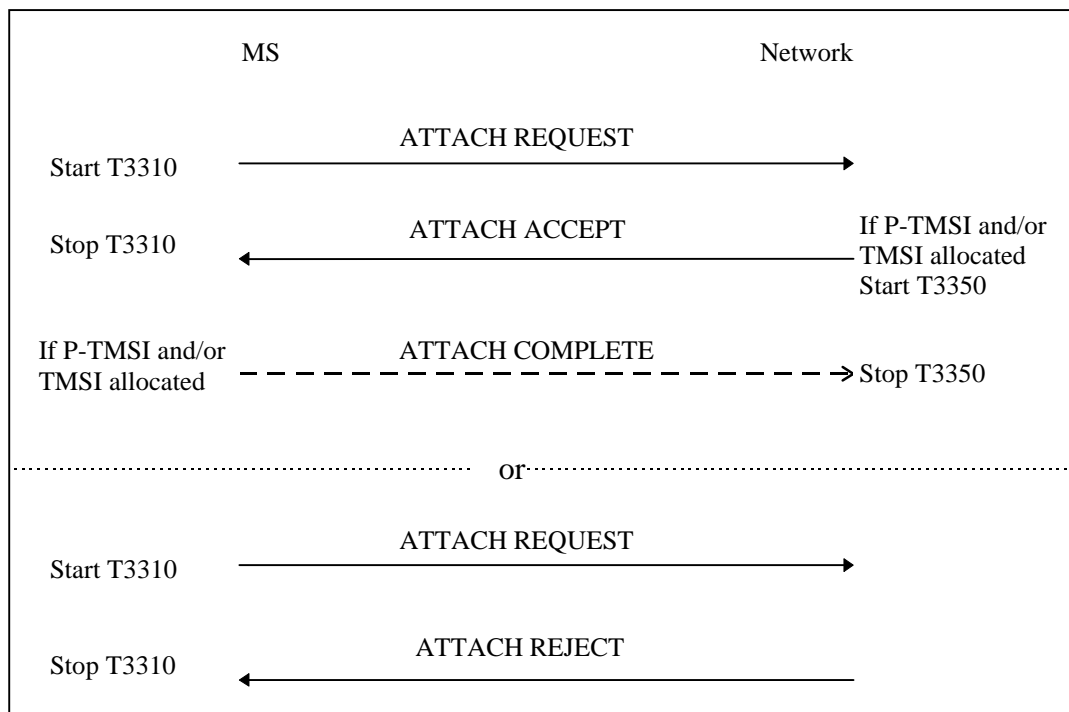 MS
Network
ATTACH REQUEST
Start T3310
ATTACH ACCEPT
Stop T3310
If P-TMSI and/or
TMSI allocated
Start T3350
If P-TMSI and/or
TMSI allocated
ATTACH COMPLETE
Stop T3350
or
ATTACH REQUEST
Start T3310
ATTACH REJECT
Stop T3310